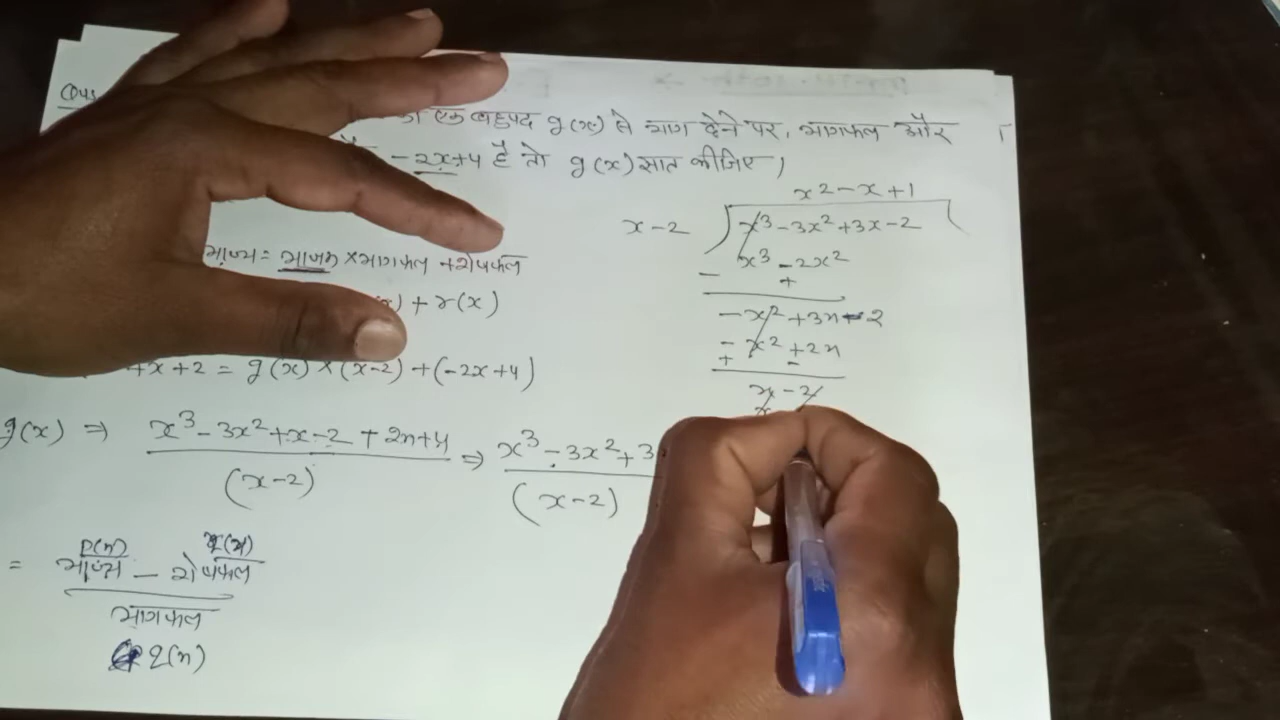 Ques
एक बहुपद g(x) से भाग देने पर, भागफल और
-2x+4 है तो g(x) सात कीजिए,
भाज्य = भाजक × भागफल + शेषफल
) + r(x)
+x+2 = g(x) × (x-2) + (-2x+4)
g(x) ⇒ x³-3x²+x-2+2x+4 / (x-2) ⇒ x³-3x²+3 / (x-2)
= P(x) भाज्य - शेषफल r(x) / भागफल
q(x)
x2-x+1
x-2 ) x³-3x²+3x-2
x³-2x²
- +
-x²+3x-2
-x²+2x
+ -
x-2
x